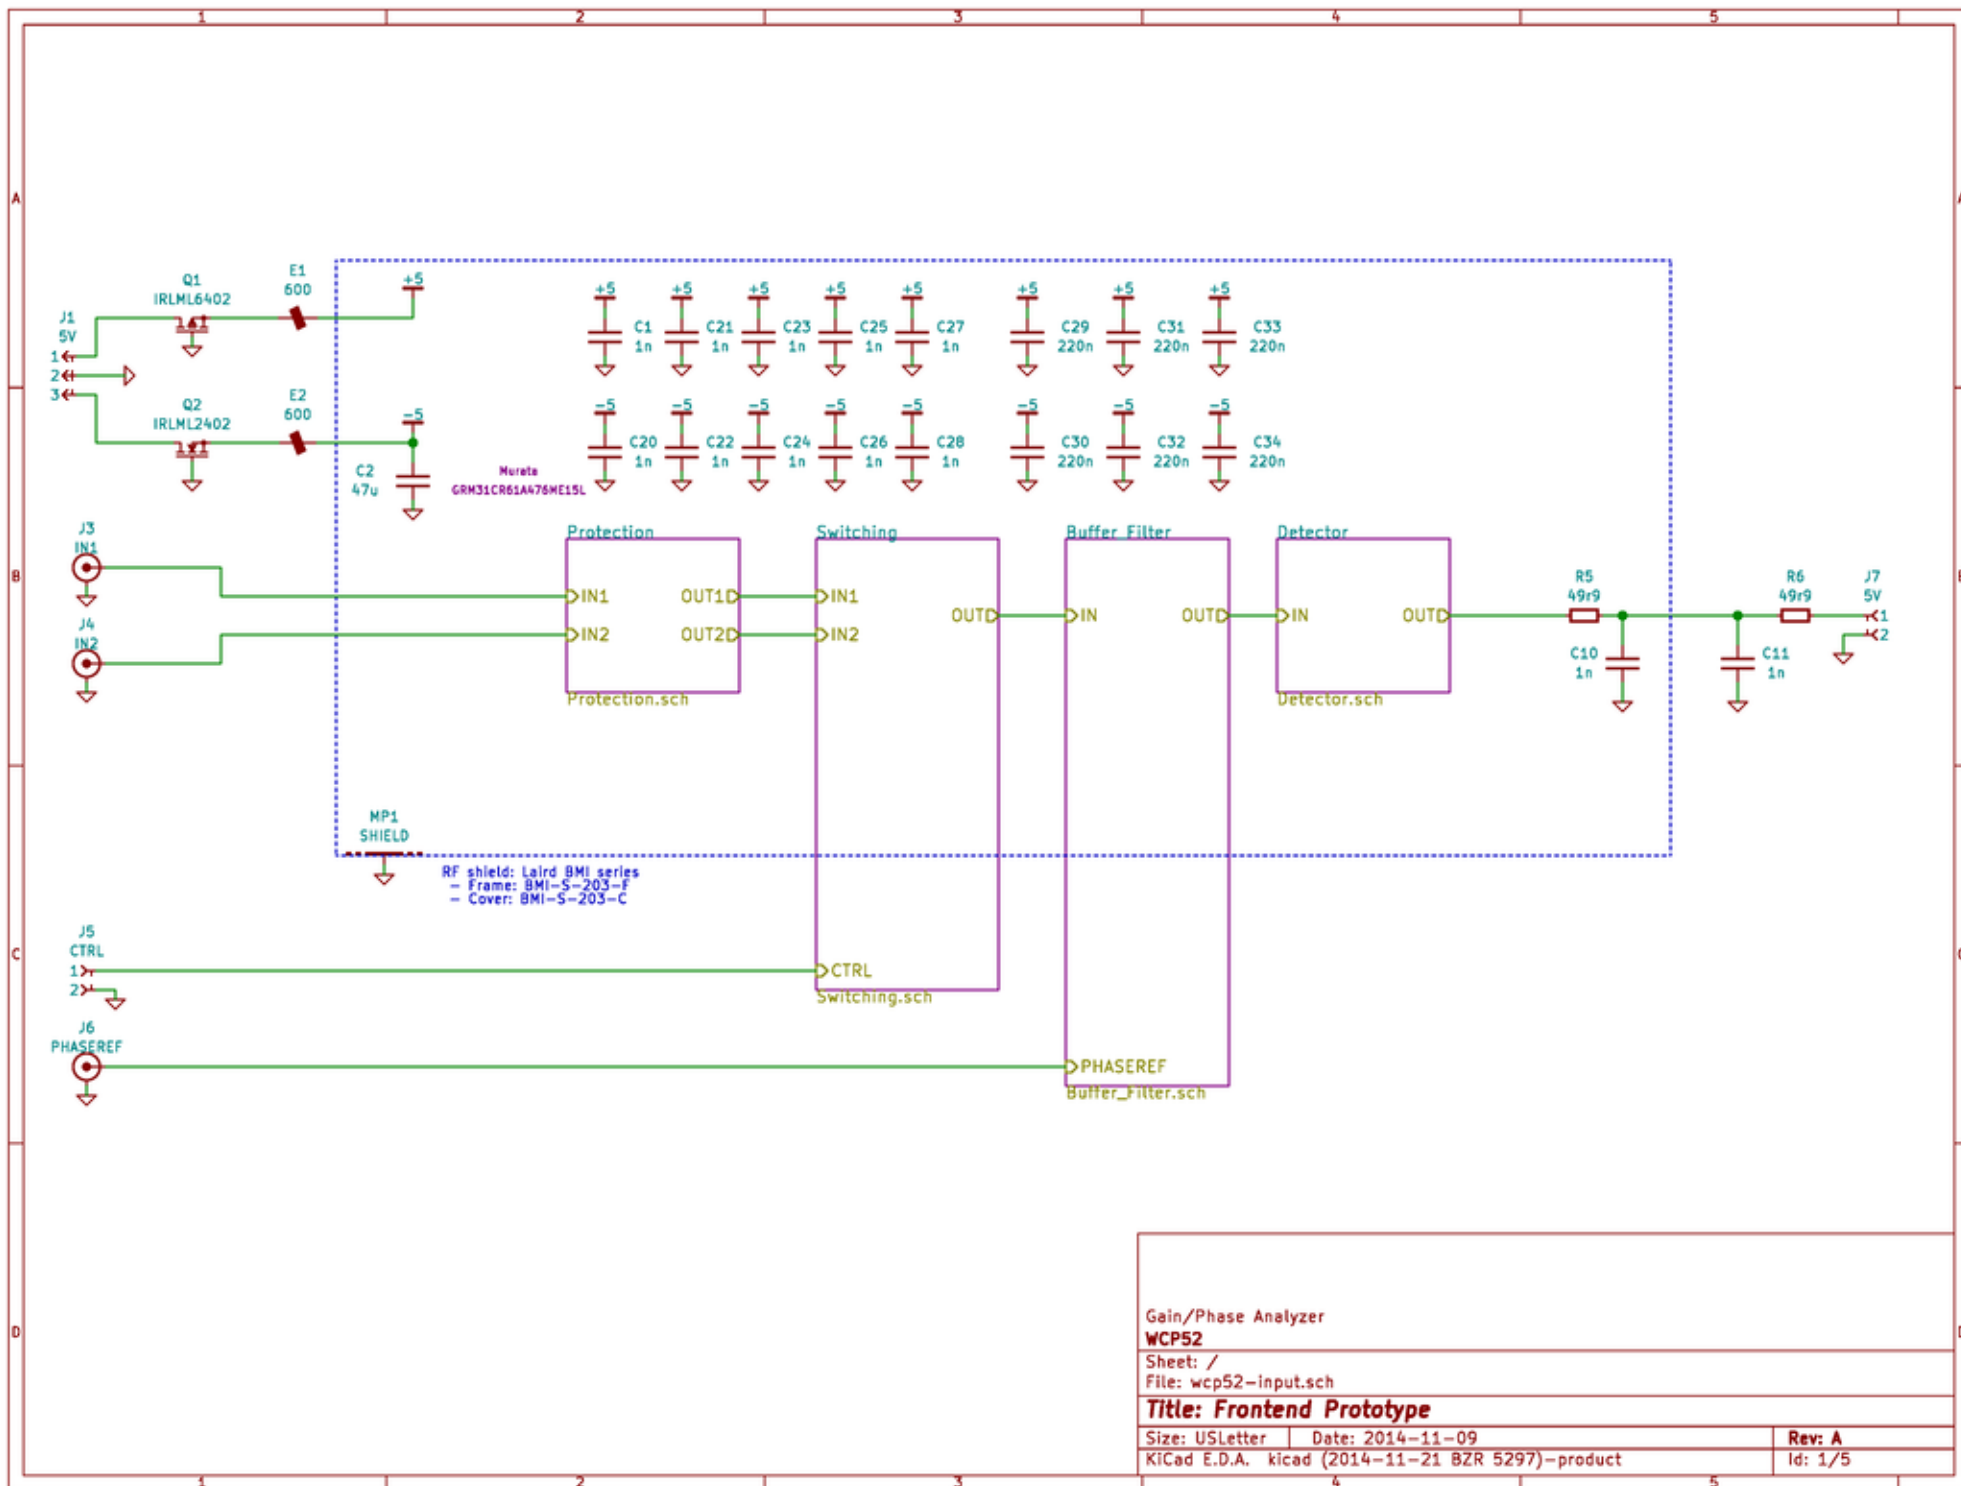 1 2 3 4 5
A
Q1
IRLML6402
E1
600
+5
J1
5V
1
2
3
Q2
IRLML2402
E2
600
-5
C2
47u
Murata
GRM31CR61A476ME15L
+5 +5 +5 +5 +5 +5 +5 +5
C1 C21 C23 C25 C27 C29 C31 C33
1n 1n 1n 1n 1n 220n 220n 220n
-5 -5 -5 -5 -5 -5 -5 -5
C20 C22 C24 C26 C28 C30 C32 C34
1n 1n 1n 1n 1n 220n 220n 220n
J3
IN1
B
J4
IN2
Protection
IN1 OUT1
IN2 OUT2
Protection.sch
Switching
IN1
OUT
IN2
CTRL
Switching.sch
Buffer Filter
IN OUT
PHASEREF
Buffer_Filter.sch
Detector
IN OUT
Detector.sch
R5
49r9
C10
1n
C11
1n
R6
49r9
J7
5V
1
2
MP1
SHIELD
RF shield: Laird BMI series
- Frame: BMI-S-203-F
- Cover: BMI-S-203-C
C
J5
CTRL
1
2
J6
PHASEREF
D
Gain/Phase Analyzer
WCP52
Sheet: /
File: wcp52-input.sch
Title: Frontend Prototype
Size: USLetter Date: 2014-11-09 Rev: A
KiCad E.D.A. kicad (2014-11-21 BZR 5297)-product Id: 1/5
1 2 3 4 5